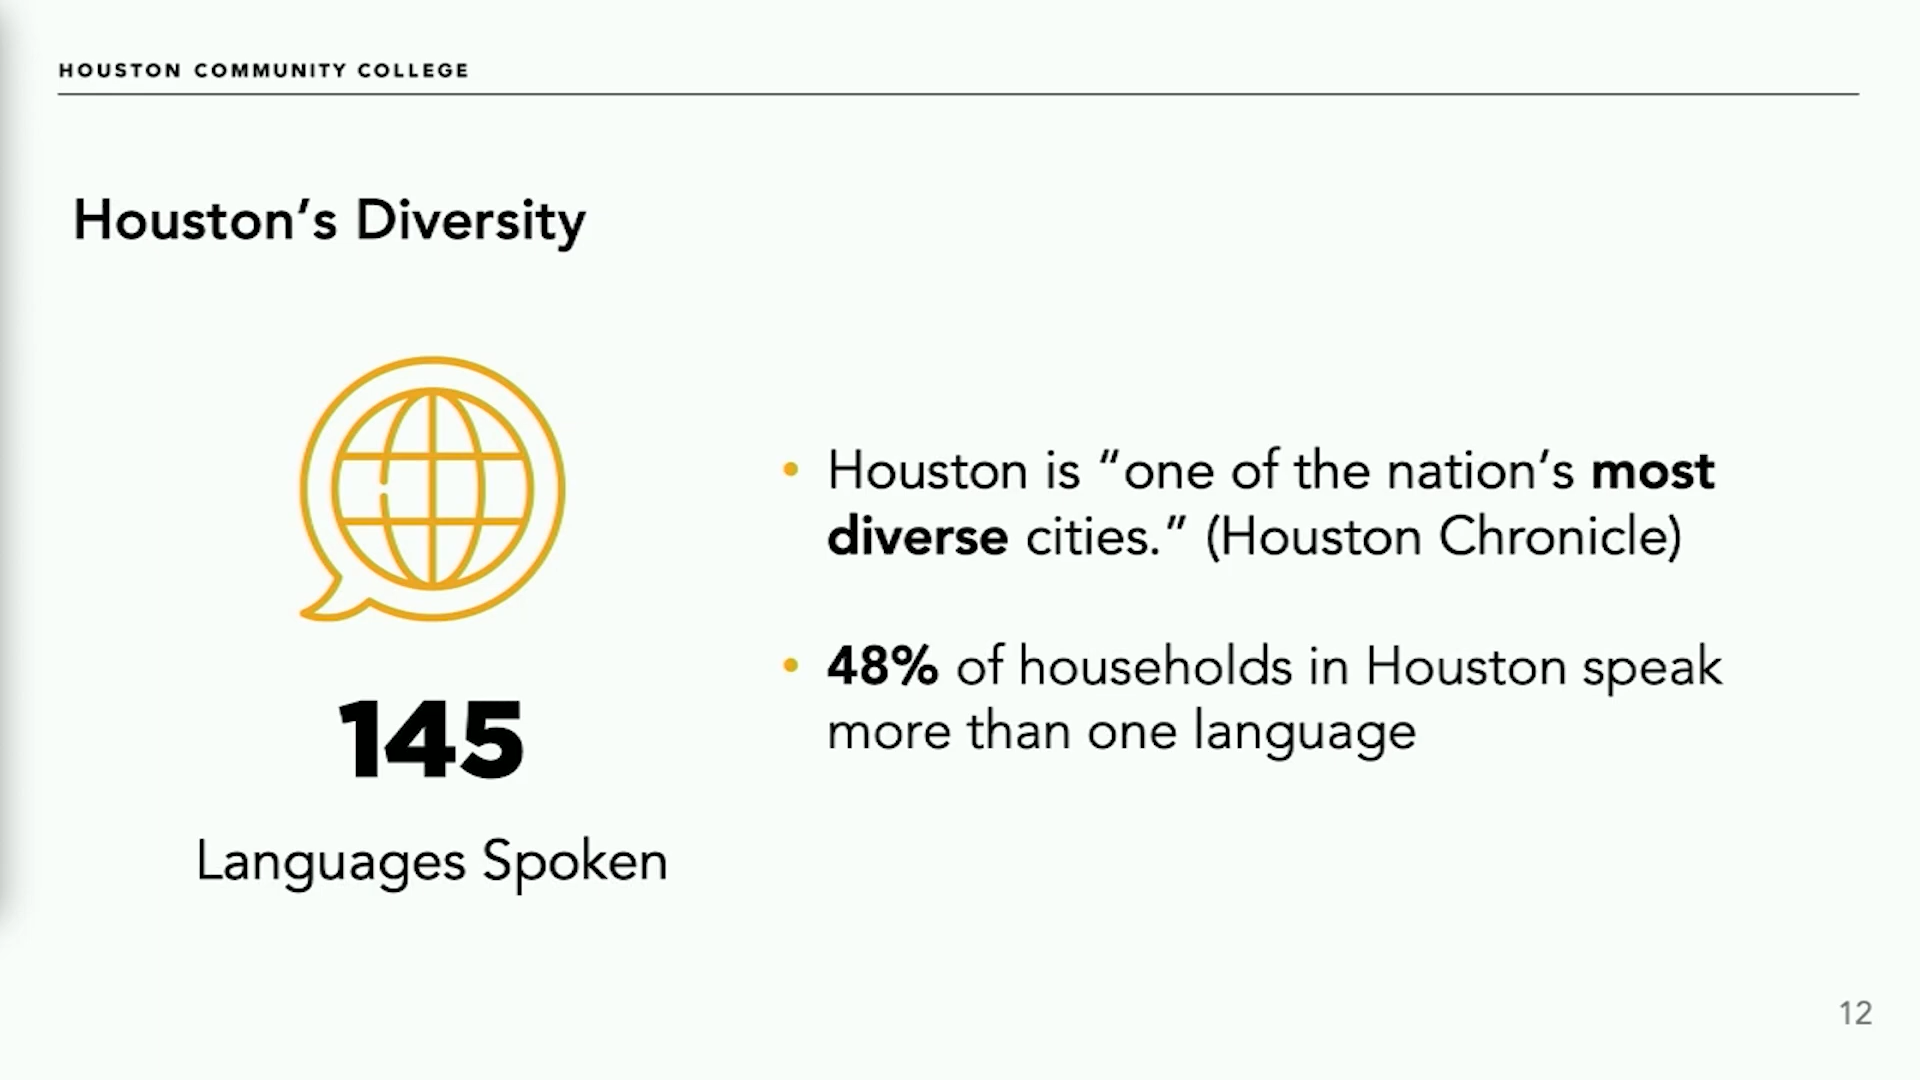 HOUSTON COMMUNITY COLLEGE
Houston’s Diversity
145
Languages Spoken
• Houston is “one of the nation’s most
diverse cities.” (Houston Chronicle)
• 48% of households in Houston speak
more than one language
12